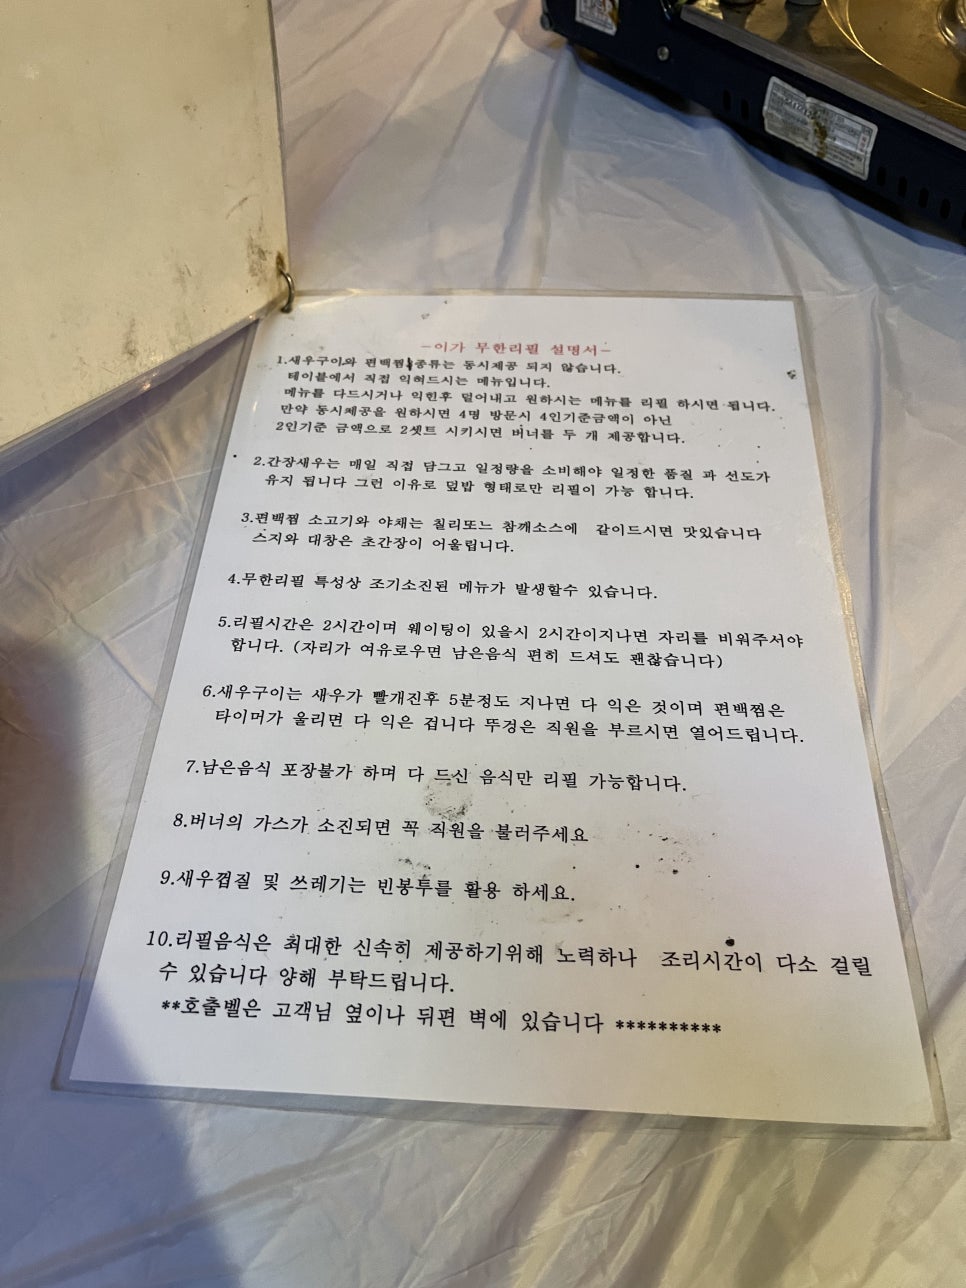 -이가 무한리필 설명서-
1.새우구이와 편백찜 종류는 동시제공 되지 않습니다.
테이블에서 직접 익혀드시는 메뉴입니다.
메뉴를 다드시거나 익힌후 덜어내고 원하시는 메뉴를 리필 하시면 됩니다.
만약 동시제공을 원하시면 4명 방문시 4인기준금액이 아닌
2인기준 금액으로 2셋트 시키시면 버너를 두 개 제공합니다.
2.간장새우는 매일 직접 담그고 일정량을 소비해야 일정한 품질 과 선도가
유지 됩니다 그런 이유로 덮밥 형태로만 리필이 가능 합니다.
3.편백찜 소고기와 야채는 칠리또느 참깨소스에 같이드시면 맛있습니다
스지와 대창은 초간장이 어울립니다.
4.무한리필 특성상 조기소진된 메뉴가 발생할수 있습니다.
5.리필시간은 2시간이며 웨이팅이 있을시 2시간이지나면 자리를 비워주서야
합니다. (자리가 여유로우면 남은음식 편히 드셔도 괜찮습니다)
6.새우구이는 새우가 빨개진후 5분정도 지나면 다 익은 것이며 편백찜은
타이머가 울리면 다 익은 겁니다 뚜겅은 직원을 부르시면 열어드립니다.
7.남은음식 포장불가 하며 다 드신 음식만 리필 가능합니다.
8.버너의 가스가 소진되면 꼭 직원을 불러주세요
9.새우껍질 및 쓰레기는 빈봉투를 활용 하세요.
10.리필음식은 최대한 신속히 제공하기위해 노력하나 조리시간이 다소 걸릴
수 있습니다 양해 부탁드립니다.
**호출벨은 고객님 옆이나 뒤편 벽에 있습니다 **********